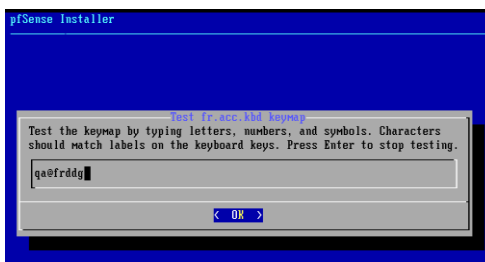 pfSense Installer
Test fr.acc.kbd keymap
Test the keymap by typing letters, numbers, and symbols. Characters
should match labels on the keyboard keys. Press Enter to stop testing.
qa@frddg
< OK >